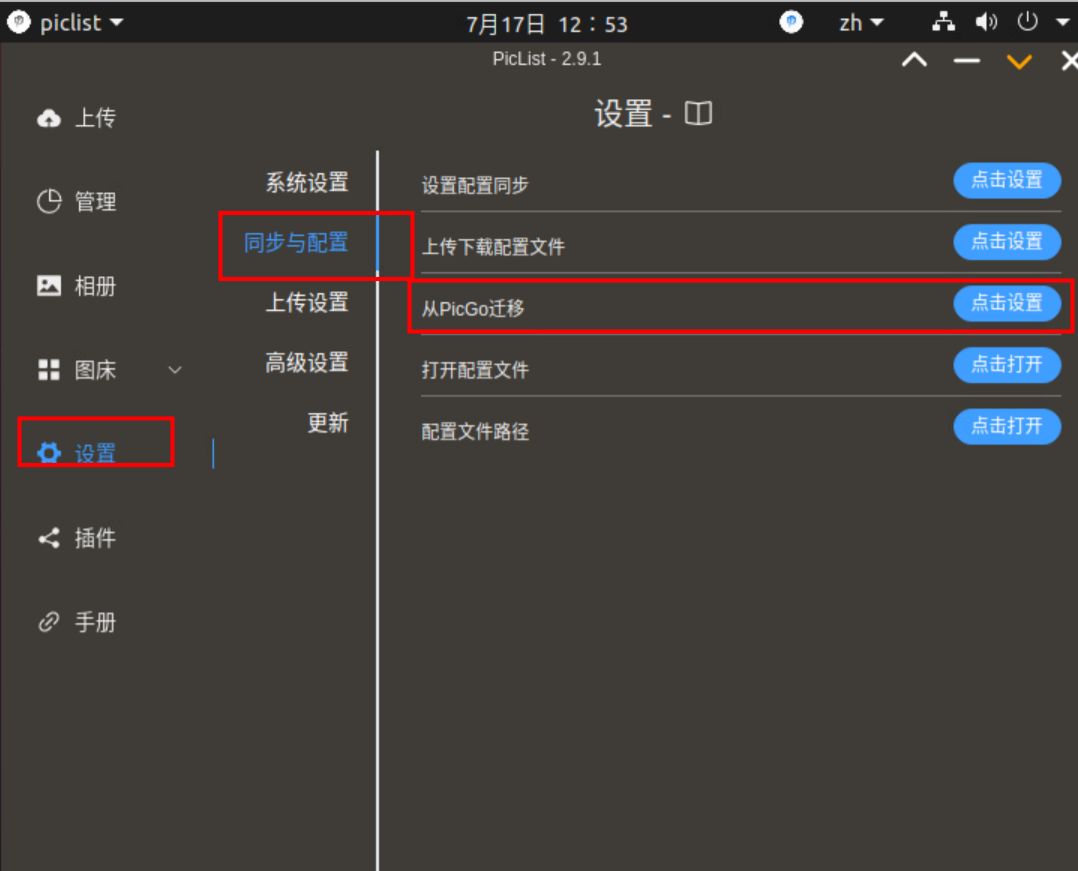 piclist
7月17日 12：53
zh
PicList - 2.9.1
设置 -
上传
管理
相册
图床
设置
插件
手册
系统设置
同步与配置
上传设置
高级设置
更新
设置配置同步 点击设置
上传下载配置文件 点击设置
从PicGo迁移 点击设置
打开配置文件 点击打开
配置文件路径 点击打开